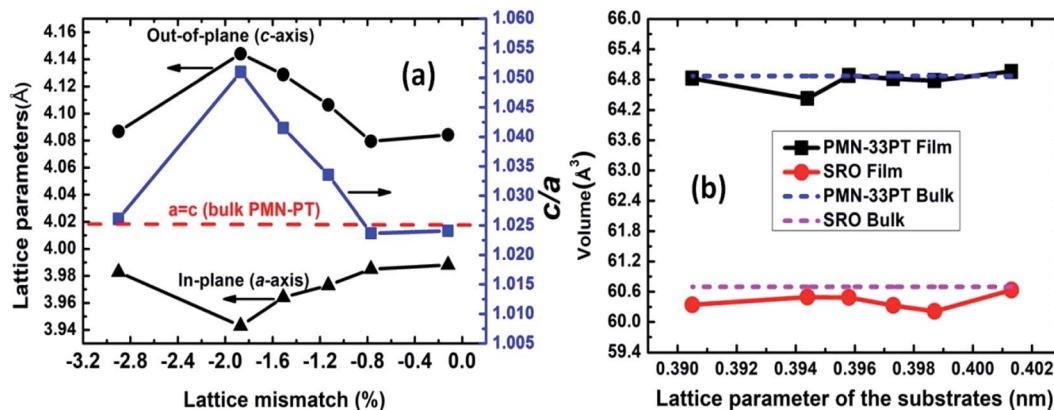 (a)
Out-of-plane (c-axis)
a=c (bulk PMN-PT)
In-plane (a-axis)
Lattice parameters(Å)
4.16
4.14
4.12
4.10
4.08
4.06
4.04
4.02
4.00
3.98
3.96
3.94
-3.2 -2.8 -2.4 -2.0 -1.6 -1.2 -0.8 -0.4 0.0
Lattice mismatch (%)
1.060
1.055
1.050
1.045
1.040
1.035
1.030
1.025
1.020
1.015
1.010
1.005
c/a
(b)
PMN-33PT Film
SRO Film
PMN-33PT Bulk
SRO Bulk
Volume(Å³)
66.0
65.4
64.8
64.2
63.6
63.0
62.4
61.8
61.2
60.6
60.0
59.4
0.390 0.392 0.394 0.396 0.398 0.400 0.402
Lattice parameter of the substrates (nm)